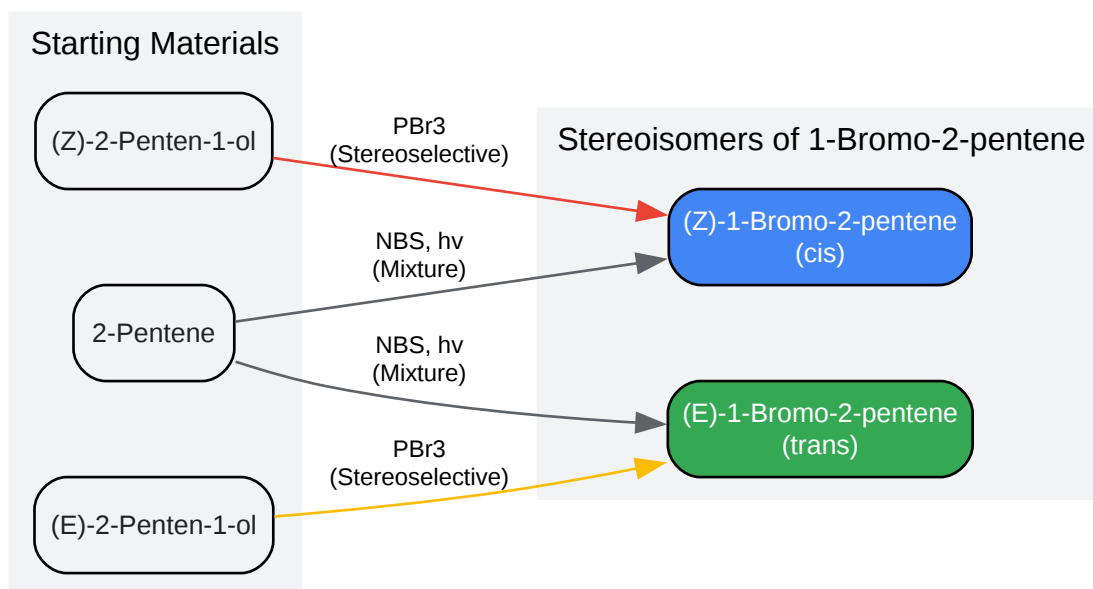 Starting Materials
(Z)-2-Penten-1-ol
2-Pentene
(E)-2-Penten-1-ol
PBr3
(Stereoselective)
NBS, hv
(Mixture)
NBS, hv
(Mixture)
PBr3
(Stereoselective)
Stereoisomers of 1-Bromo-2-pentene
(Z)-1-Bromo-2-pentene
(cis)
(E)-1-Bromo-2-pentene
(trans)